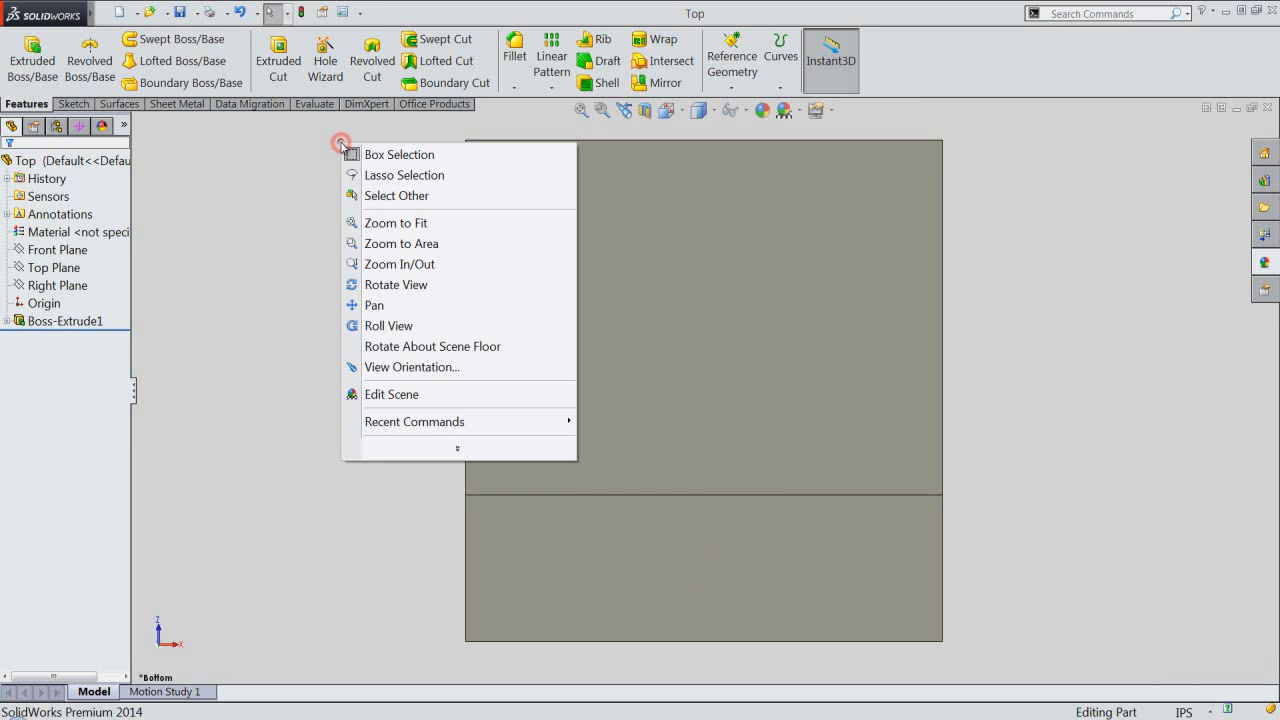 SOLIDWORKS
Top
Search Commands
Extruded Boss/Base
Revolved Boss/Base
Swept Boss/Base
Lofted Boss/Base
Boundary Boss/Base
Extruded Cut
Hole Wizard
Revolved Cut
Swept Cut
Lofted Cut
Boundary Cut
Fillet
Linear Pattern
Rib
Draft
Shell
Wrap
Intersect
Mirror
Reference Geometry
Curves
Instant3D
Features Sketch Surfaces Sheet Metal Data Migration Evaluate DimXpert Office Products
Top (Default<<Defau
History
Sensors
Annotations
Material <not speci
Front Plane
Top Plane
Right Plane
Origin
Boss-Extrude1
Box Selection
Lasso Selection
Select Other
Zoom to Fit
Zoom to Area
Zoom In/Out
Rotate View
Pan
Roll View
Rotate About Scene Floor
View Orientation...
Edit Scene
Recent Commands
Z
X
*Bottom
Model Motion Study 1
SolidWorks Premium 2014
Editing Part
IPS